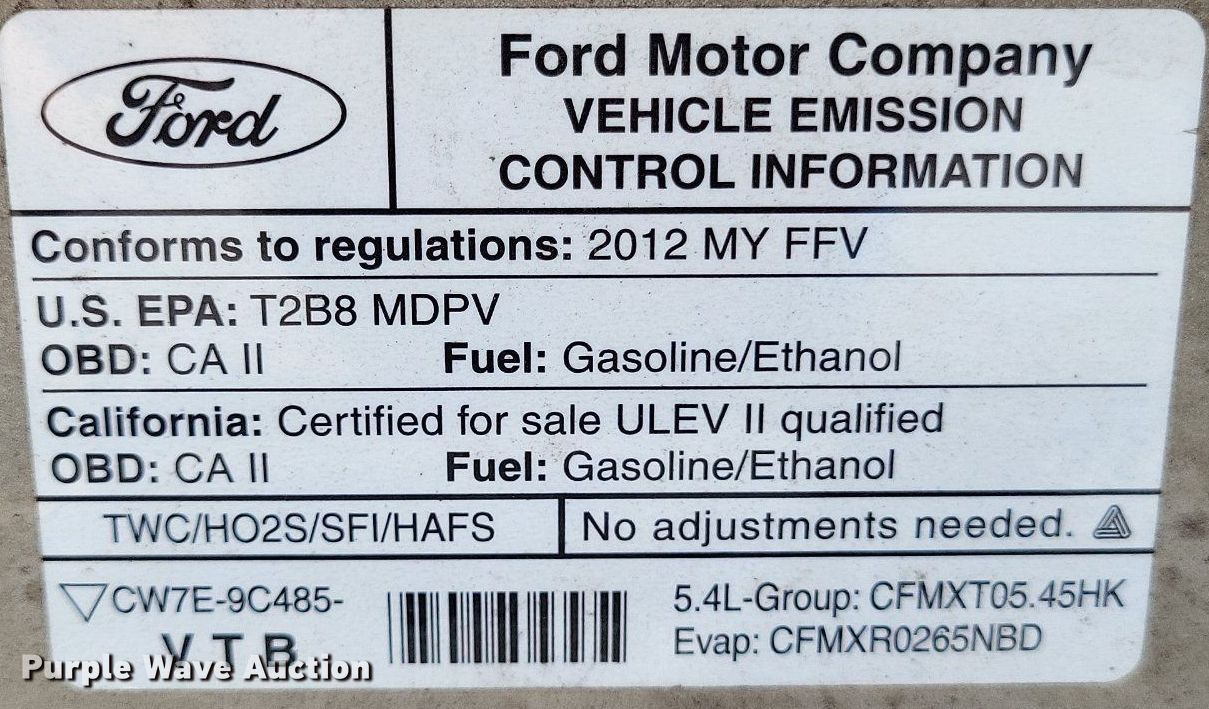 Ford
Ford Motor Company
VEHICLE EMISSION
CONTROL INFORMATION
Conforms to regulations: 2012 MY FFV
U.S. EPA: T2B8 MDPV
OBD: CA II Fuel: Gasoline/Ethanol
California: Certified for sale ULEV II qualified
OBD: CA II Fuel: Gasoline/Ethanol
TWC/HO2S/SFI/HAFS
No adjustments needed.
CW7E-9C485-
V T B
5.4L-Group: CFMXT05.45HK
Evap: CFMXR0265NBD
Purple Wave Auction